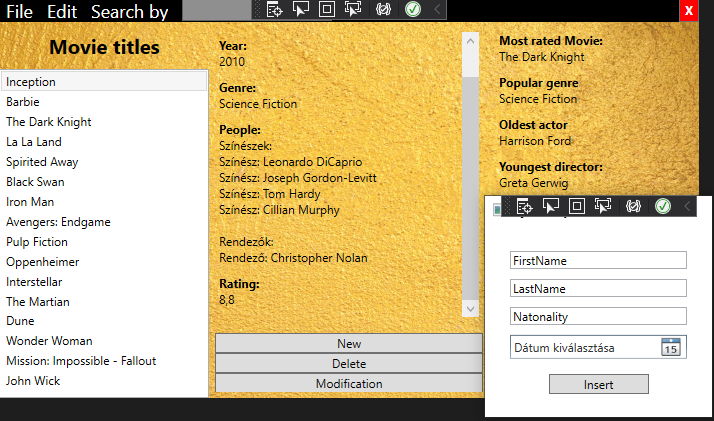 File Edit Search by
X
Movie titles
Inception
Barbie
The Dark Knight
La La Land
Spirited Away
Black Swan
Iron Man
Avengers: Endgame
Pulp Fiction
Oppenheimer
Interstellar
The Martian
Dune
Wonder Woman
Mission: Impossible - Fallout
John Wick
Year:
2010
Genre:
Science Fiction
People:
Színészek:
Színész: Leonardo DiCaprio
Színész: Joseph Gordon-Levitt
Színész: Tom Hardy
Színész: Cillian Murphy
Rendezők:
Rendező: Christopher Nolan
Rating:
8,8
New
Delete
Modification
Most rated Movie:
The Dark Knight
Popular genre
Science Fiction
Oldest actor
Harrison Ford
Youngest director:
Greta Gerwig
FirstName
LastName
Natonality
Dátum kiválasztása
15
Insert